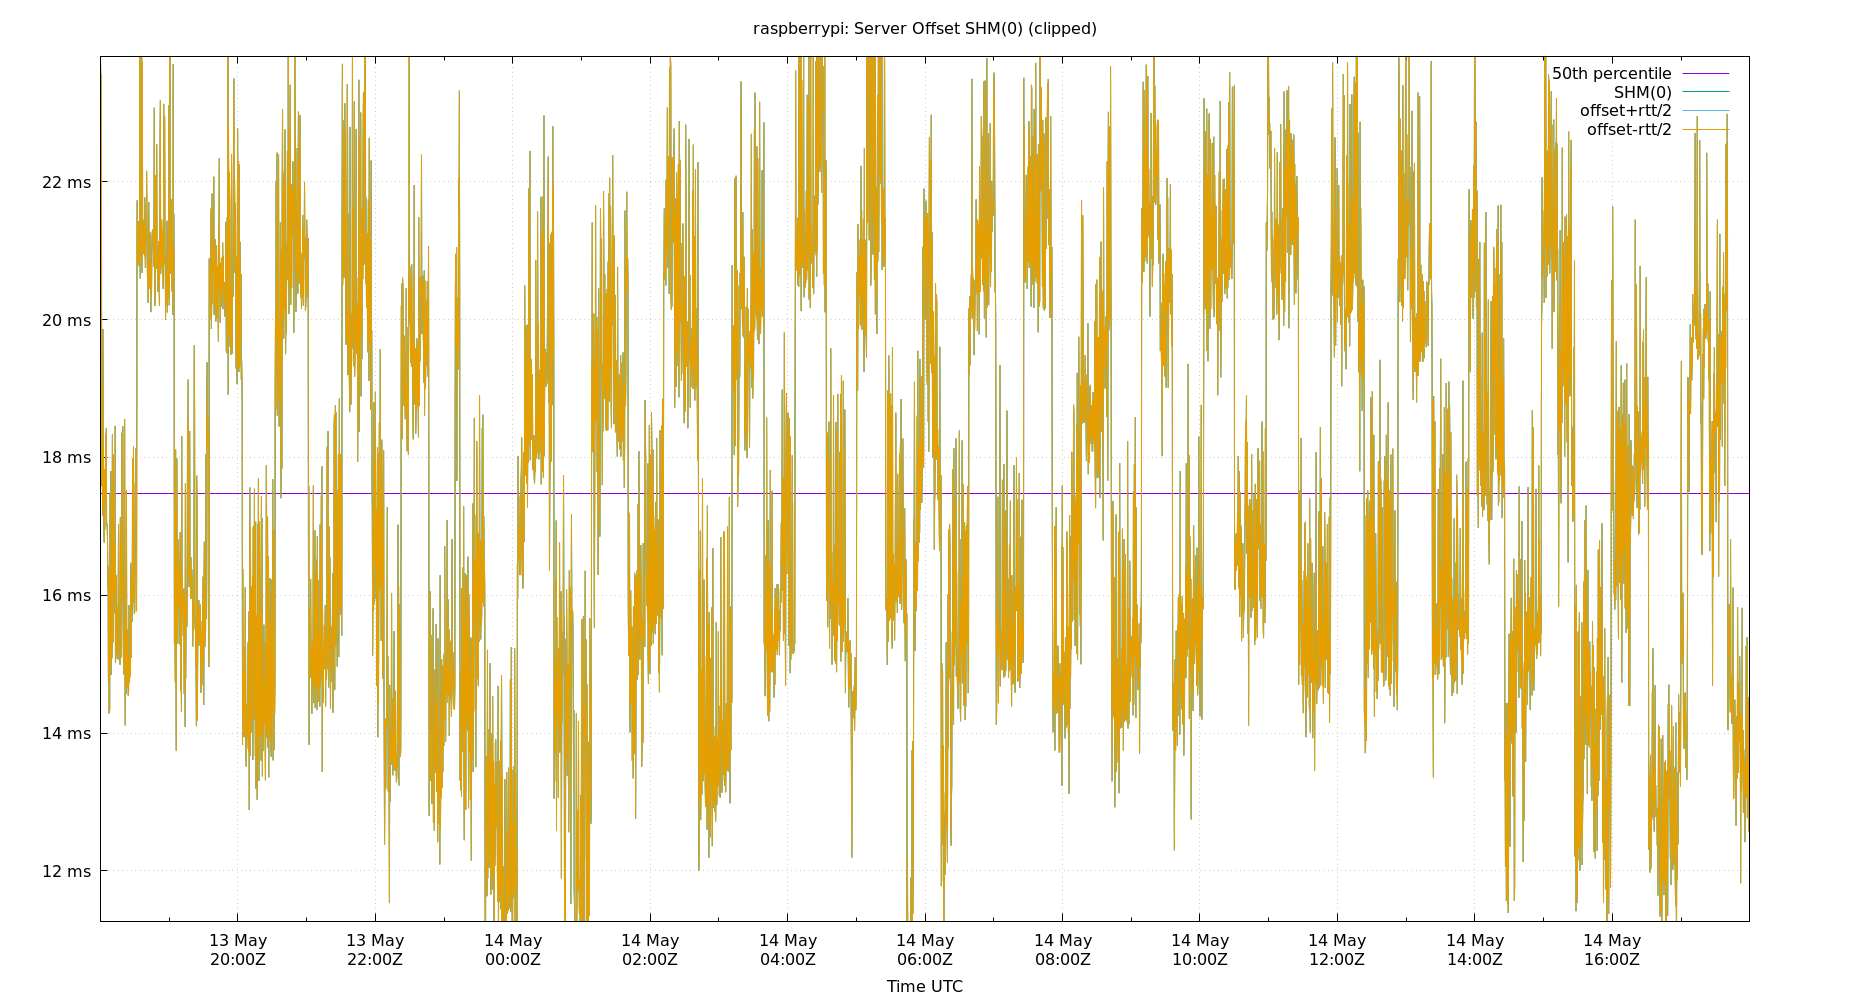 raspberrypi: Server Offset SHM(0) (clipped)
50th percentile
SHM(0)
offset+rtt/2
offset-rtt/2
22 ms
20 ms
18 ms
16 ms
14 ms
12 ms
13 May 13 May 14 May 14 May 14 May 14 May 14 May 14 May 14 May 14 May 14 May
20:00Z 22:00Z 00:00Z 02:00Z 04:00Z 06:00Z 08:00Z 10:00Z 12:00Z 14:00Z 16:00Z
Time UTC